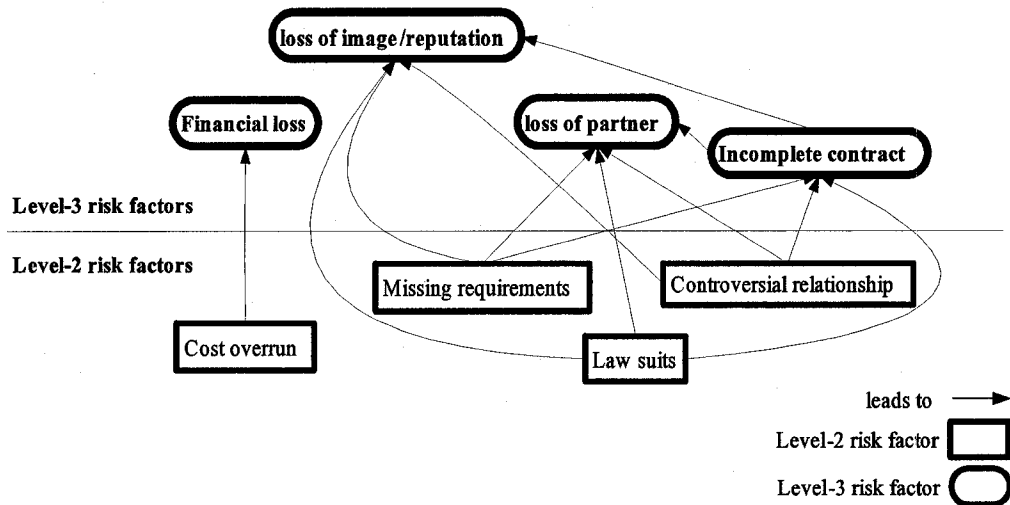 loss of image/reputation
Financial loss
loss of partner
Incomplete contract
Level-3 risk factors
Level-2 risk factors
Missing requirements
Controversial relationship
Cost overrun
Law suits
leads to
Level-2 risk factor
Level-3 risk factor